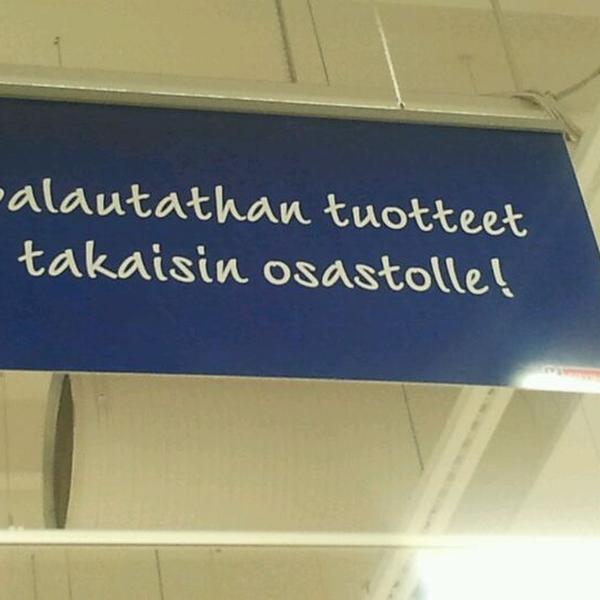 palautathan tuotteet
takaisin osastolle!